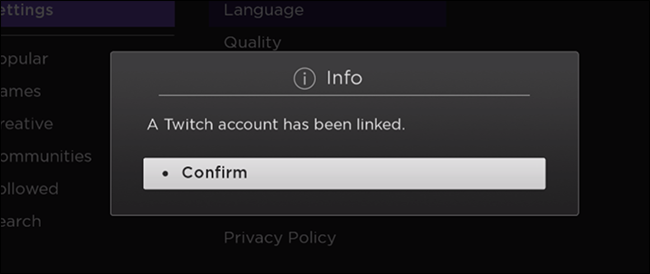 ettings
Language
Quality
opular
ames
reative
ommunities
ollowed
earch
Info
A Twitch account has been linked.
• Confirm
Privacy Policy